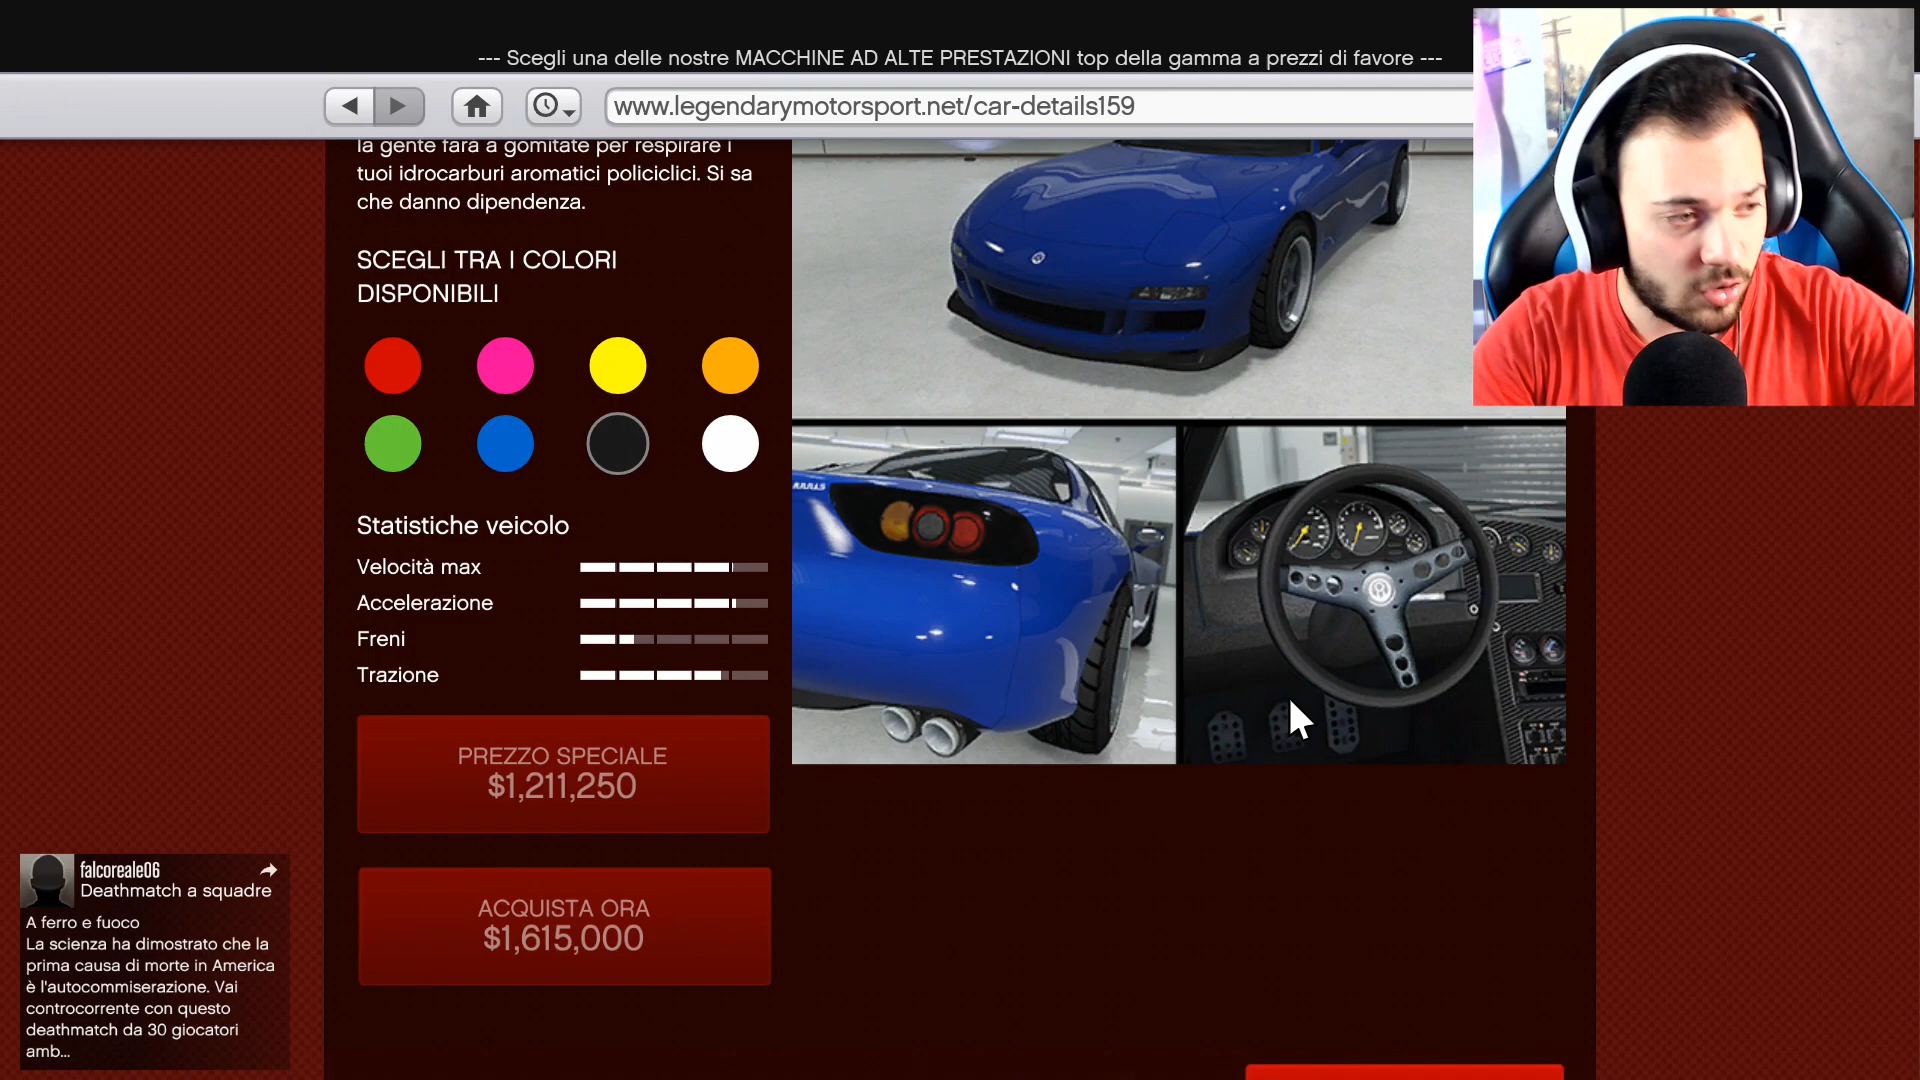 --- Scegli una delle nostre MACCHINE AD ALTE PRESTAZIONI top della gamma a prezzi di favore ---
www.legendarymotorsport.net/car-details159
la gente farà a gomitate per respirare i
tuoi idrocarburi aromatici policiclici. Si sa
che danno dipendenza.
SCEGLI TRA I COLORI
DISPONIBILI
Statistiche veicolo
Velocità max
Accelerazione
Freni
Trazione
PREZZO SPECIALE
$1,211,250
ACQUISTA ORA
$1,615,000
falcoreale06
Deathmatch a squadre
A ferro e fuoco
La scienza ha dimostrato che la
prima causa di morte in America
è l'autocommiserazione. Vai
controcorrente con questo
deathmatch da 30 giocatori
amb...